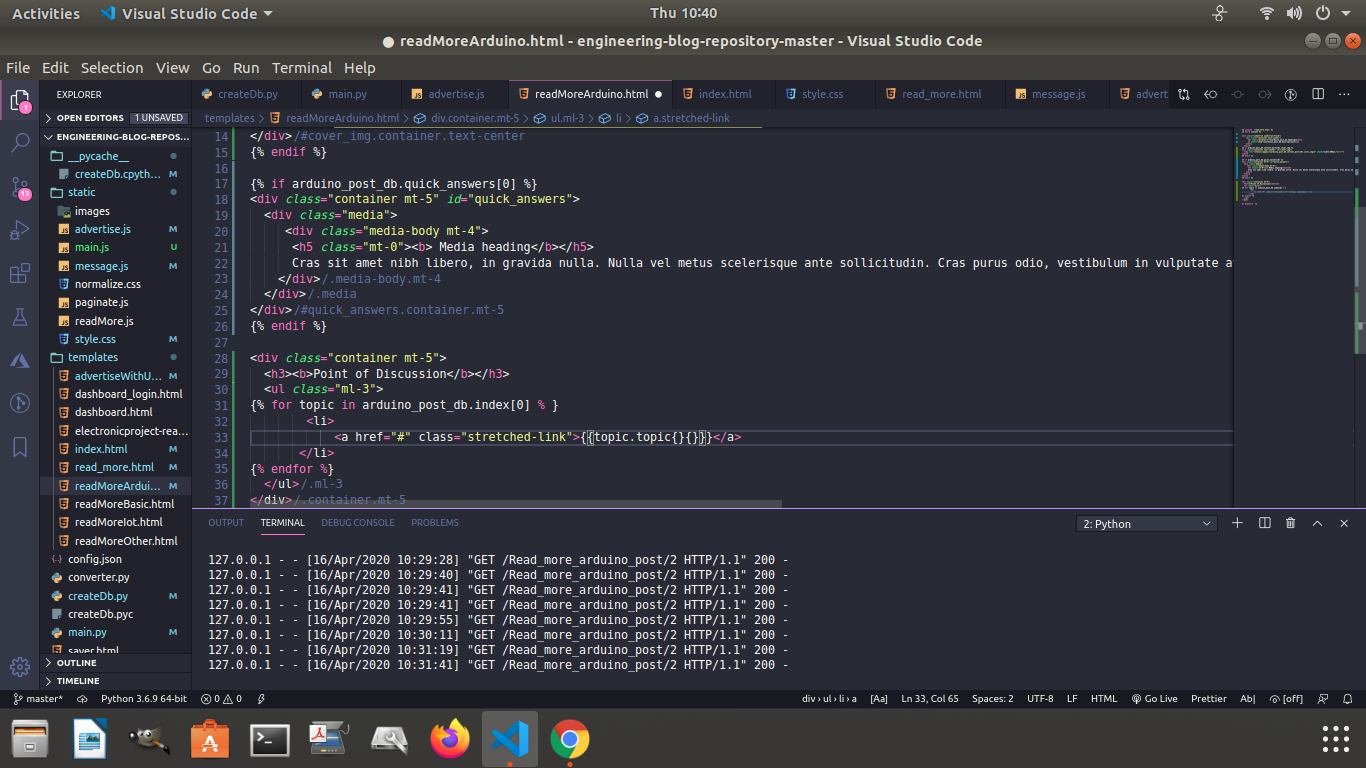 Activities
Visual Studio Code
Thu 10:40
● readMoreArduino.html - engineering-blog-repository-master - Visual Studio Code
File Edit Selection View Go Run Terminal Help
EXPLORER
createDb.py
main.py
advertise.js
readMoreArduino.html ●
index.html
style.css
read_more.html
message.js
advert
OPEN EDITORS 1 UNSAVED
templates > readMoreArduino.html > div.container.mt-5 > ul.ml-3 > li > a.stretched-link
ENGINEERING-BLOG-REPOS...
__pycache__
createDb.cpyth... M
static
images
advertise.js M
main.js U
message.js M
normalize.css
paginate.js
readMore.js
style.css M
templates
advertiseWithU... M
dashboard_login.html
dashboard.html
electronicproject-rea...
index.html M
read_more.html M
readMoreArdui... M
readMoreBasic.html
readMoreIot.html
readMoreOther.html
config.json
converter.py
createDb.py M
createDb.pyc
main.py M
saver.html
OUTLINE
TIMELINE
1
13
14 </div>/#cover_img.container.text-center
15 {% endif %}
16
17 {% if arduino_post_db.quick_answers[0] %}
18 <div class="container mt-5" id="quick_answers">
19 <div class="media">
20 <div class="media-body mt-4">
21 <h5 class="mt-0"><b> Media heading</b></h5>
22 Cras sit amet nibh libero, in gravida nulla. Nulla vel metus scelerisque ante sollicitudin. Cras purus odio, vestibulum in vulputate a
23 </div>/.media-body.mt-4
24 </div>/.media
25 </div>/#quick_answers.container.mt-5
26 {% endif %}
27
28 <div class="container mt-5">
29 <h3><b>Point of Discussion</b></h3>
30 <ul class="ml-3">
31 {% for topic in arduino_post_db.index[0] % }
32 <li>
33 <a href="#" class="stretched-link">{{topic.topic{}{}}}</a>
34 </li>
35 {% endfor %}
36 </ul>/.ml-3
37 </div>/.container.mt-5
OUTPUT TERMINAL DEBUG CONSOLE PROBLEMS
2: Python
127.0.0.1 - - [16/Apr/2020 10:29:28] "GET /Read_more_arduino_post/2 HTTP/1.1" 200 -
127.0.0.1 - - [16/Apr/2020 10:29:40] "GET /Read_more_arduino_post/2 HTTP/1.1" 200 -
127.0.0.1 - - [16/Apr/2020 10:29:41] "GET /Read_more_arduino_post/2 HTTP/1.1" 200 -
127.0.0.1 - - [16/Apr/2020 10:29:41] "GET /Read_more_arduino_post/2 HTTP/1.1" 200 -
127.0.0.1 - - [16/Apr/2020 10:29:55] "GET /Read_more_arduino_post/2 HTTP/1.1" 200 -
127.0.0.1 - - [16/Apr/2020 10:30:11] "GET /Read_more_arduino_post/2 HTTP/1.1" 200 -
127.0.0.1 - - [16/Apr/2020 10:31:19] "GET /Read_more_arduino_post/2 HTTP/1.1" 200 -
127.0.0.1 - - [16/Apr/2020 10:31:41] "GET /Read_more_arduino_post/2 HTTP/1.1" 200 -
master* Python 3.6.9 64-bit 0 0 div › ul › li › a [Aa] Ln 33, Col 65 Spaces: 2 UTF-8 LF HTML Go Live Prettier Ab| [off]